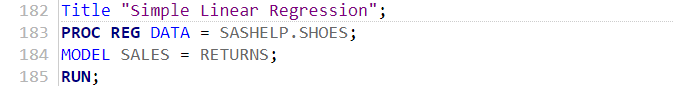 182 Title "Simple Linear Regression";
183 PROC REG DATA = SASHELP.SHOES;
184 MODEL SALES = RETURNS;
185 RUN;